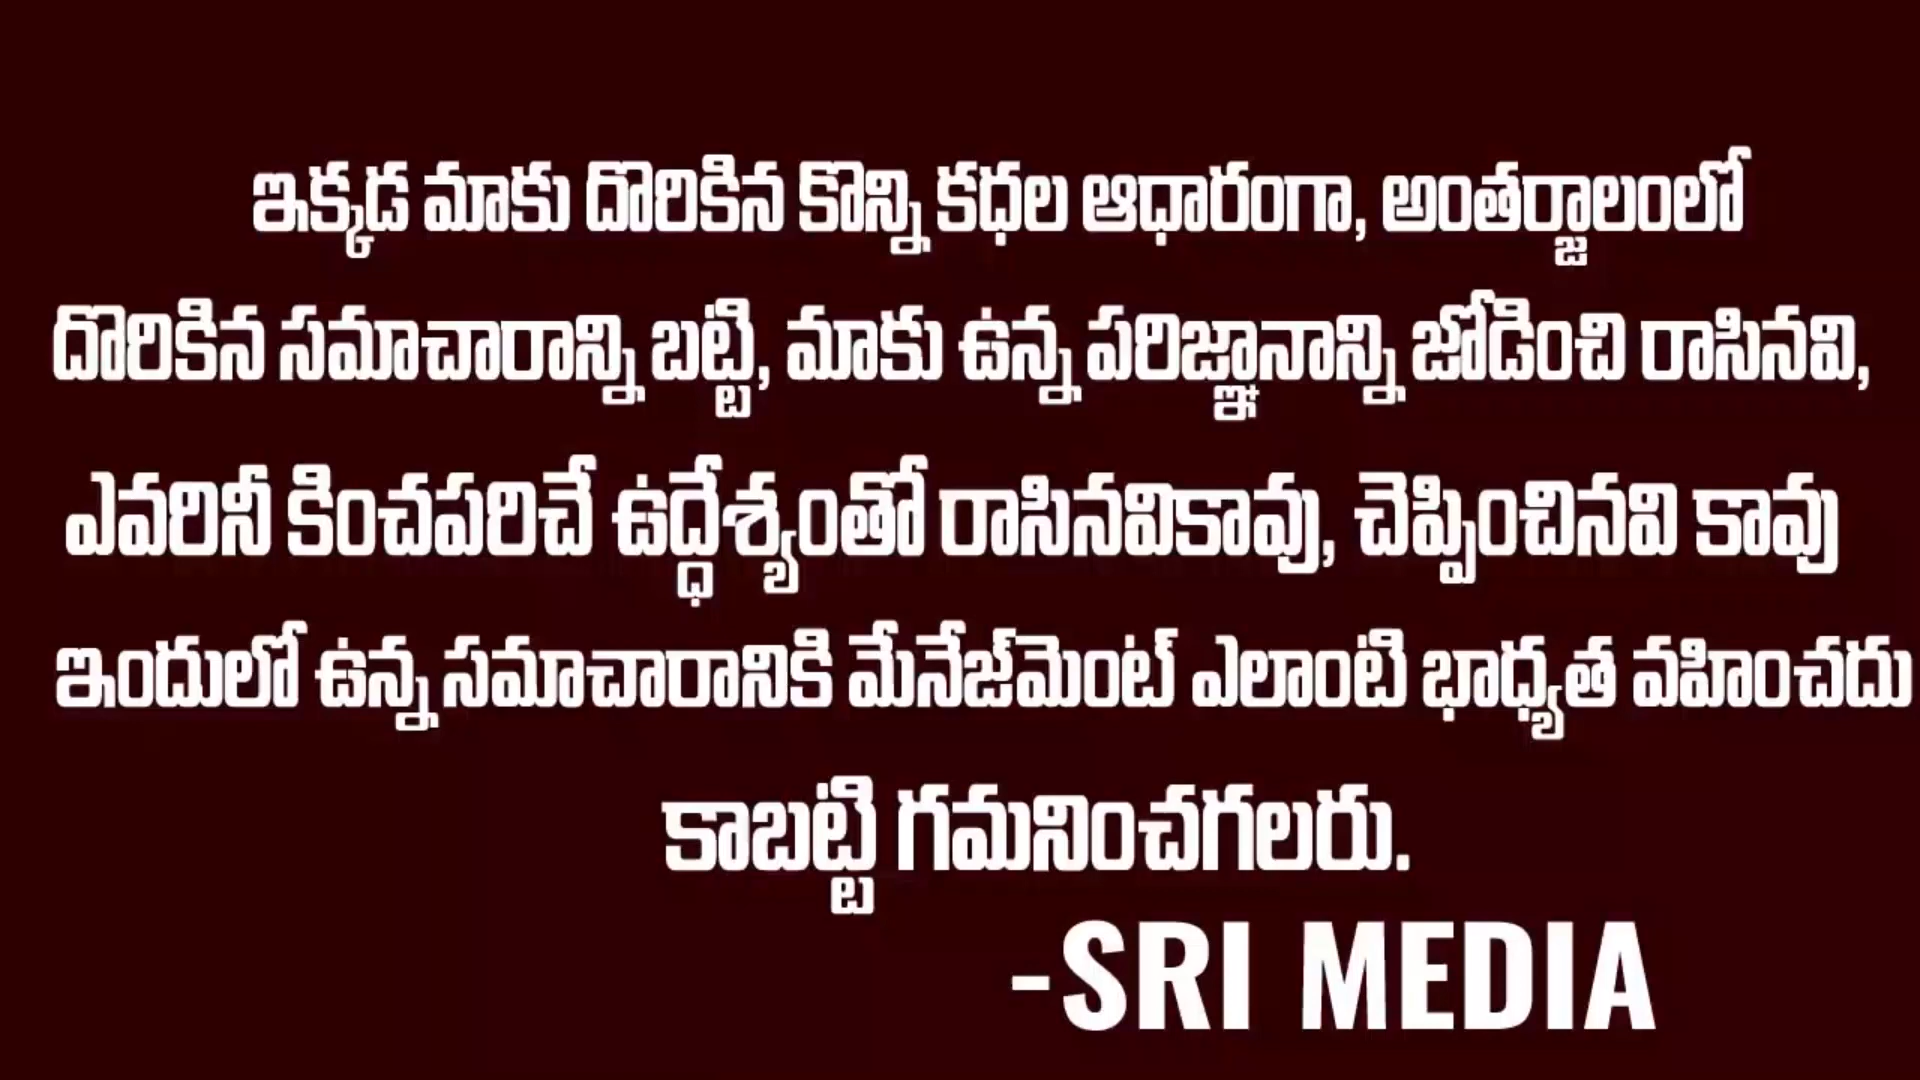 ఇక్కడ మాకు దొరికిన కొన్ని కధల ఆధారంగా, అంతర్జాలంలో
దొరికిన సమాచారాన్ని బట్టి, మాకు ఉన్న పరిజ్ఞానాన్ని జోడించి రాసినవి,
ఎవరినీ కించపరిచే ఉద్ధేశ్యంతో రాసినవికావు, చెప్పించినవి కావు
ఇందులో ఉన్న సమాచారానికి మేనేజ్‌మెంట్ ఎలాంటి భాధ్యత వహించదు
కాబట్టి గమనించగలరు.
-SRI MEDIA